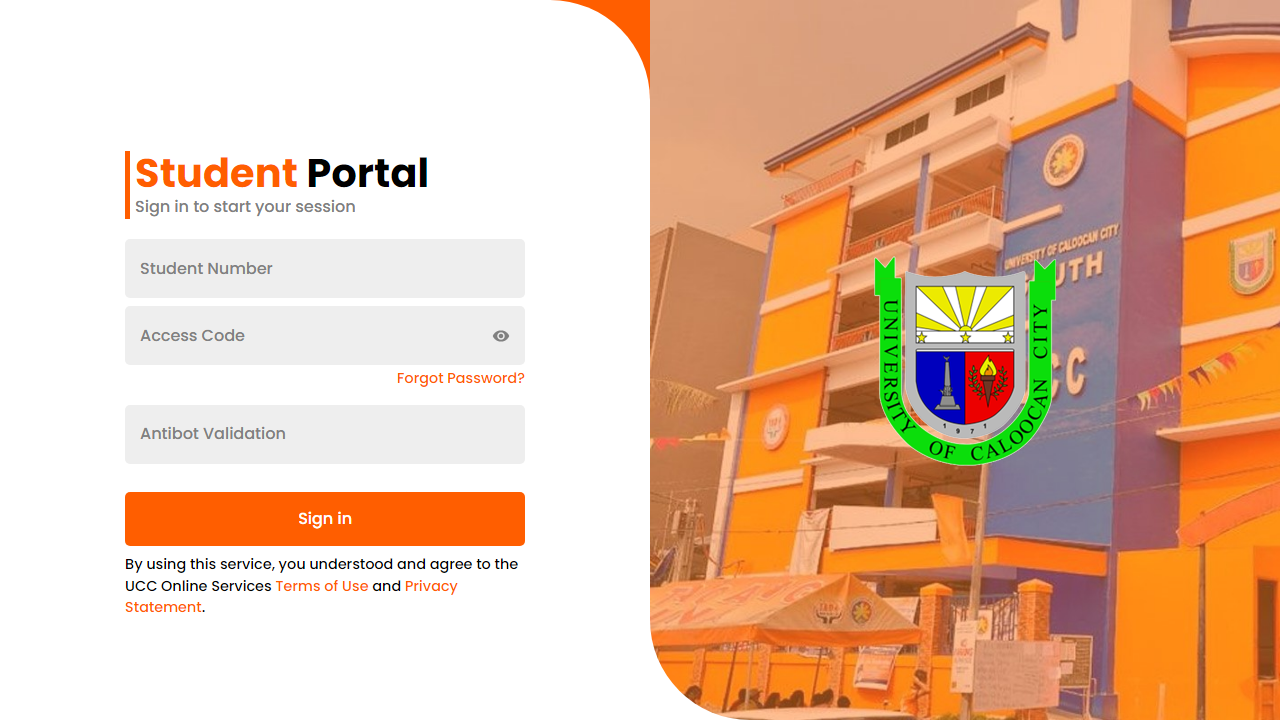 Student Portal
Sign in to start your session
Student Number
Access Code
Forgot Password?
Antibot Validation
Sign in
By using this service, you understood and agree to the
UCC Online Services Terms of Use and Privacy
Statement.
UNIVERSITY OF CALOOCAN CITY
UNIVERSITY OF CALOOCAN CITY
1971